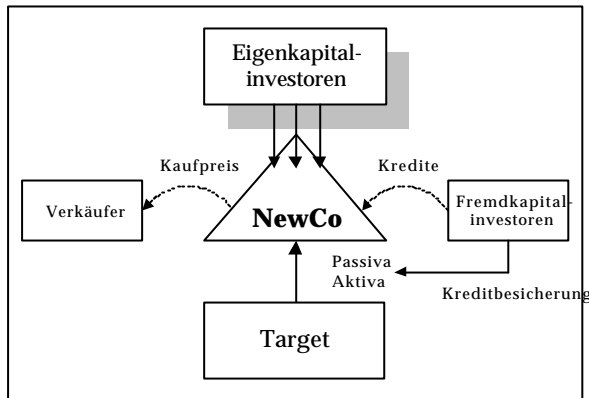 Eigenkapital-
investoren
Kaufpreis
Kredite
Verkäufer
NewCo
Fremdkapital-
investoren
Passiva
Aktiva
Kreditbesicherung
Target